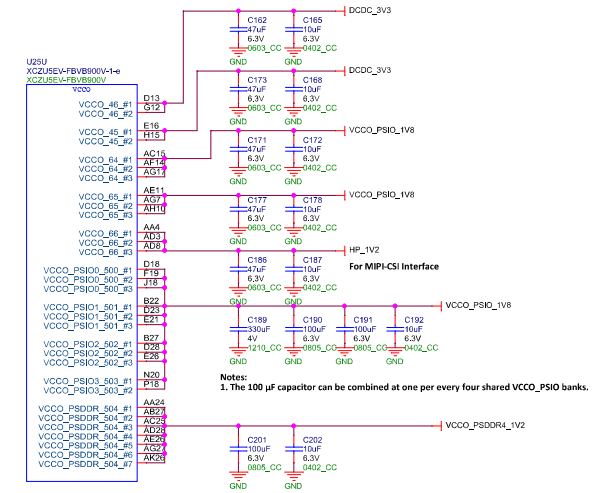 DCDC_3V3
C162
47uF
6.3V
0603_CC
GND
C165
10uF
6.3V
0402_CC
GND
U25U
XCZU5EV-FBVB900V-1-e
XCZU5EV-FBVB900V
VCCO
DCDC_3V3
C173
47uF
6.3V
0603_CC
GND
C168
10uF
6.3V
0402_CC
GND
VCCO_46_#1 D13
VCCO_46_#2 G12
VCCO_45_#1 E16
VCCO_45_#2 H15
VCCO_PSIO_1V8
C171
47uF
6.3V
0603_CC
GND
C172
10uF
6.3V
0402_CC
GND
VCCO_64_#1 AC15
VCCO_64_#2 AF14
VCCO_64_#3 AG17
VCCO_PSIO_1V8
C177
47uF
6.3V
0603_CC
GND
C178
10uF
6.3V
0402_CC
GND
VCCO_65_#1 AE11
VCCO_65_#2 AG7
VCCO_65_#3 AH10
VCCO_66_#1 AA4
VCCO_66_#2 AD3
VCCO_66_#3 AD8
HP_1V2
For MIPI-CSI Interface
C186
47uF
6.3V
0603_CC
GND
C187
10uF
6.3V
0402_CC
GND
VCCO_PSIO0_500_#1 D18
VCCO_PSIO0_500_#2 F19
VCCO_PSIO0_500_#3 J18
VCCO_PSIO1_501_#1 B22
VCCO_PSIO1_501_#2 D23
VCCO_PSIO1_501_#3 E21
VCCO_PSIO_1V8
C189
330uF
4V
1210_CC
GND
C190
100uF
6.3V
0805_CC
GND
C191
100uF
6.3V
0805_CC
GND
C192
10uF
6.3V
0402_CC
GND
VCCO_PSIO2_502_#1 B27
VCCO_PSIO2_502_#2 D28
VCCO_PSIO2_502_#3 E26
VCCO_PSIO3_503_#1 N20
VCCO_PSIO3_503_#2 P18
Notes:
1. The 100 µF capacitor can be combined at one per every four shared VCCO_PSIO banks.
VCCO_PSDDR_504_#1 AA24
VCCO_PSDDR_504_#2 AB27
VCCO_PSDDR_504_#3 AC25
VCCO_PSDDR_504_#4 AD28
VCCO_PSDDR_504_#5 AE26
VCCO_PSDDR_504_#6 AG27
VCCO_PSDDR_504_#7 AK26
VCCO_PSDDR4_1V2
C201
100uF
6.3V
0805_CC
GND
C202
10uF
6.3V
0402_CC
GND